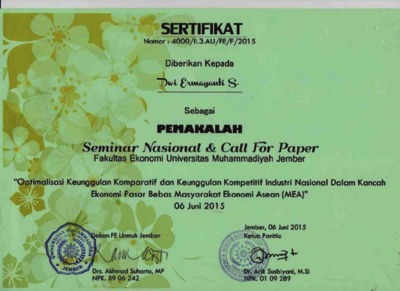 SERTIFIKAT
Nomor : 4000/II.3.AU/FE/F/2015
Diberikan Kepada
Dwi Ermayanti S.
Sebagai
PEMAKALAH
Seminar Nasional & Call For Paper
Fakultas Ekonomi Universitas Muhammadiyah Jember
"Optimalisasi Keunggulan Komparatif dan Keunggulan Kompetitif Industri Nasional Dalam Kancah
Ekonomi Pasar Bebas Masyarakat Ekonomi Asean (MEA)"
06 Juni 2015
Dekan FE Unmuh Jember
Drs. Akhmad Suharto, MP
NPK. 89 06 242
Jember, 06 Juni 2015
Ketua Panitia
Dr. Arik Susbiyani, M.Si
NPK. 01 09 289
JEMBER